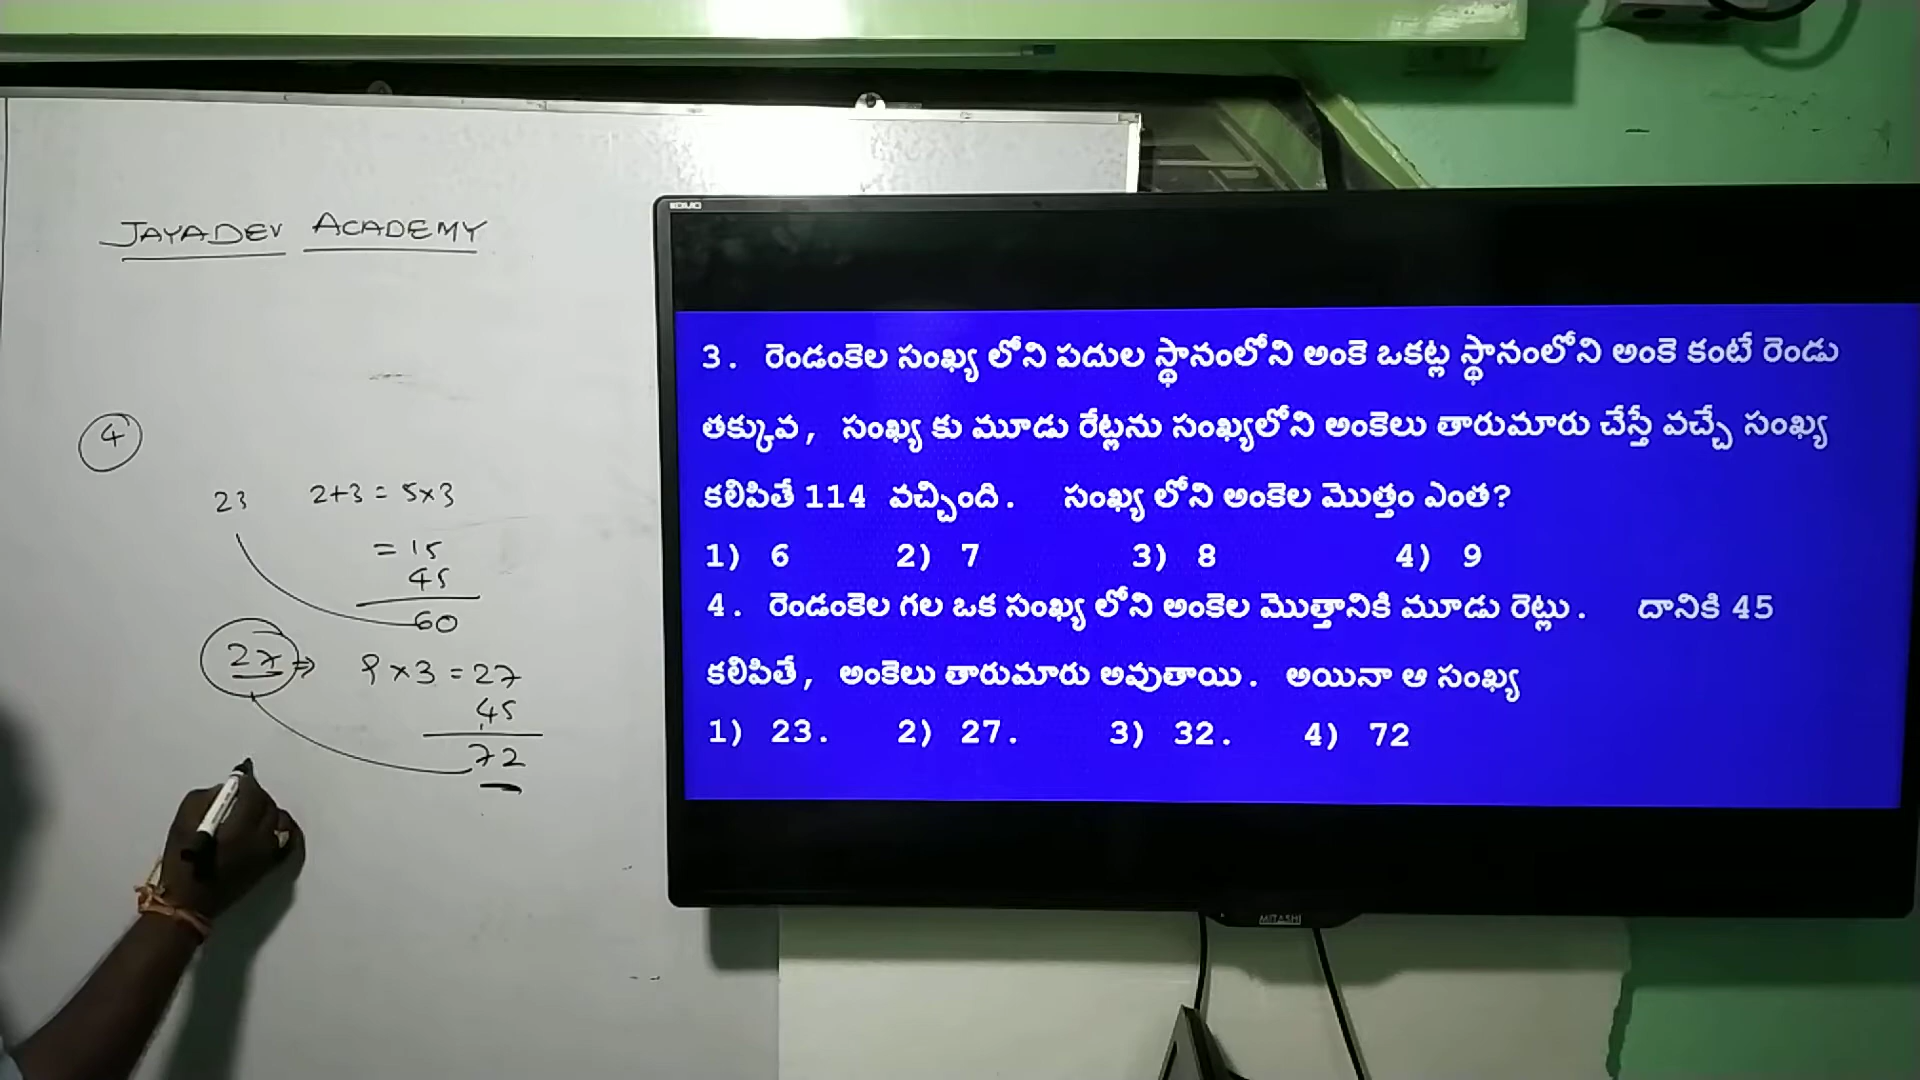 JAYADEV ACADEMY
4
23 2+3 = 5×3
= 15
45
60
27 ⇒ 9 × 3 = 27
45
72
3. రెండంకెల సంఖ్య లోని పదుల స్థానంలోని అంకె ఒకట్ల స్థానంలోని అంకె కంటే రెండు
తక్కువ, సంఖ్య కు మూడు రేట్లను సంఖ్యలోని అంకెలు తారుమారు చేస్తే వచ్చే సంఖ్య
కలిపితే 114 వచ్చింది. సంఖ్య లోని అంకెల మొత్తం ఎంత?
1) 6 2) 7 3) 8 4) 9
4. రెండంకెల గల ఒక సంఖ్య లోని అంకెల మొత్తానికి మూడు రెట్లు. దానికి 45
కలిపితే, అంకెలు తారుమారు అవుతాయి. అయినా ఆ సంఖ్య
1) 23. 2) 27. 3) 32. 4) 72
MITASHI